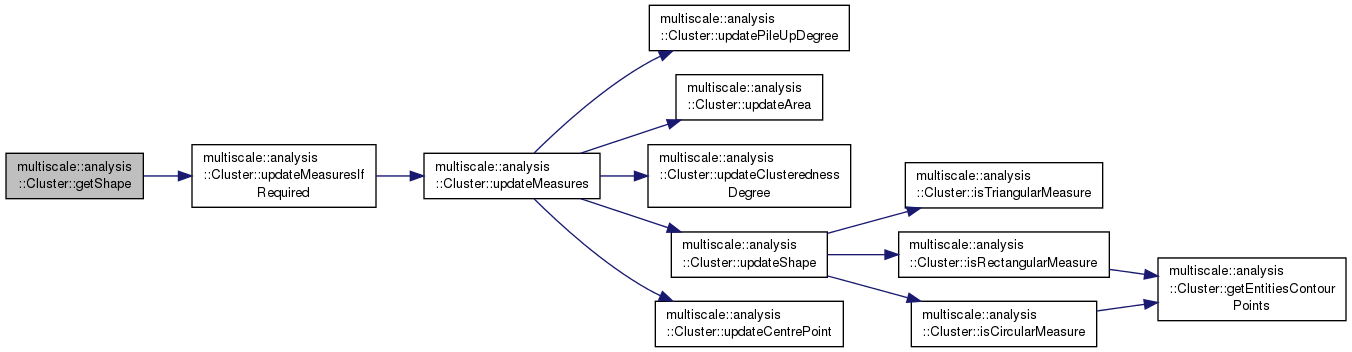 multiscale::analysis
::Cluster::getShape
multiscale::analysis
::Cluster::updateMeasuresIf
Required
multiscale::analysis
::Cluster::updateMeasures
multiscale::analysis
::Cluster::updatePileUpDegree
multiscale::analysis
::Cluster::updateArea
multiscale::analysis
::Cluster::updateClusteredness
Degree
multiscale::analysis
::Cluster::updateShape
multiscale::analysis
::Cluster::updateCentrePoint
multiscale::analysis
::Cluster::isTriangularMeasure
multiscale::analysis
::Cluster::isRectangularMeasure
multiscale::analysis
::Cluster::isCircularMeasure
multiscale::analysis
::Cluster::getEntitiesContour
Points